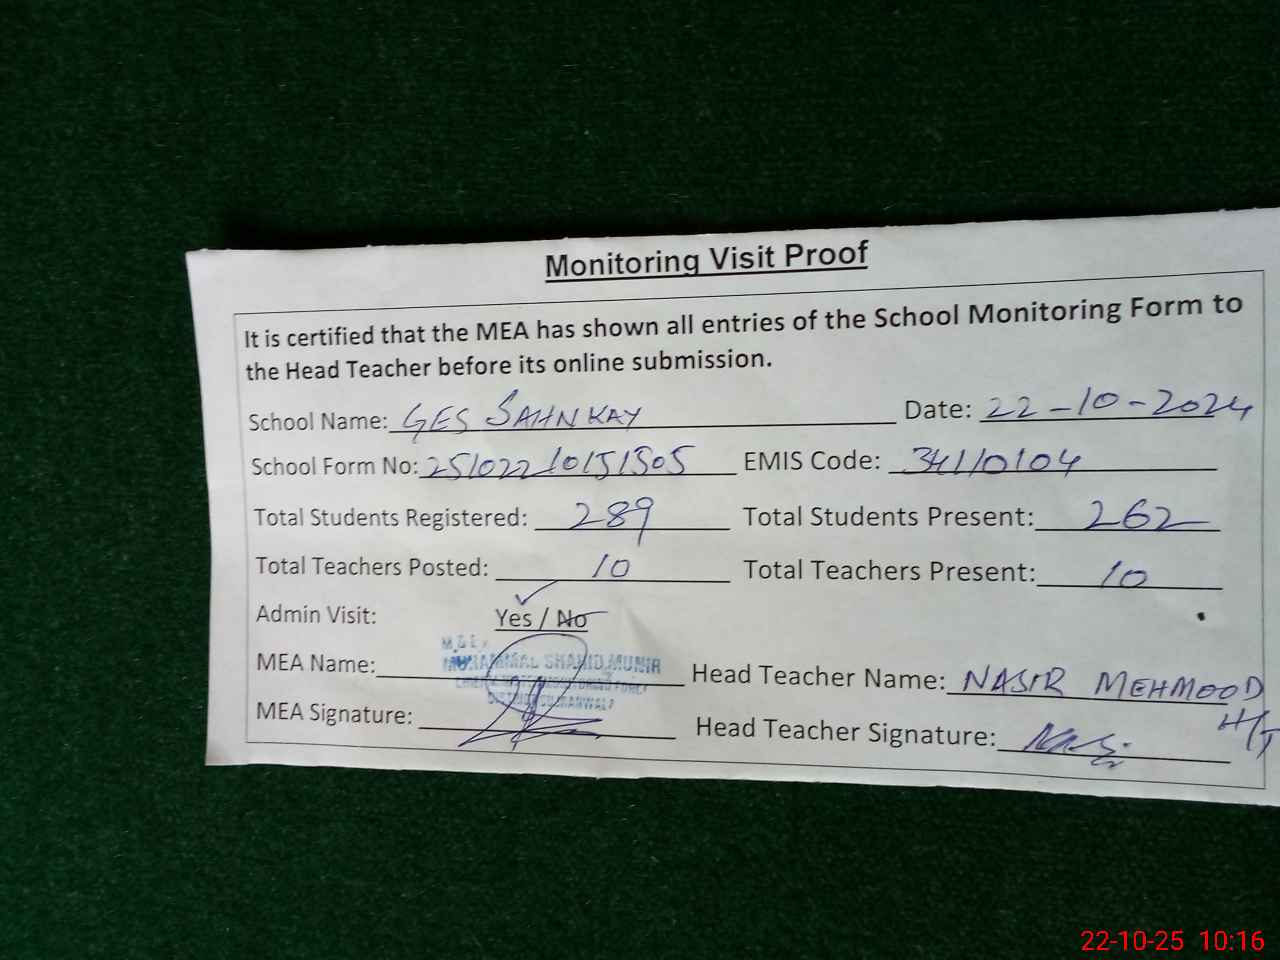 Monitoring Visit Proof
It is certified that the MEA has shown all entries of the School Monitoring Form to
the Head Teacher before its online submission.
School Name: GES SAHNKAY Date: 22-10-2024
School Form No: EMIS Code: 34110104
Total Students Registered: 289 Total Students Present: 262
Total Teachers Posted: 10 Total Teachers Present: 10
Admin Visit: Yes / No
MUHAMMAD SHAHID MUNIR
MEA Name: Head Teacher Name: NASIR MEHMOOD
H/T
MEA Signature: Head Teacher Signature:
22-10-25 10:16